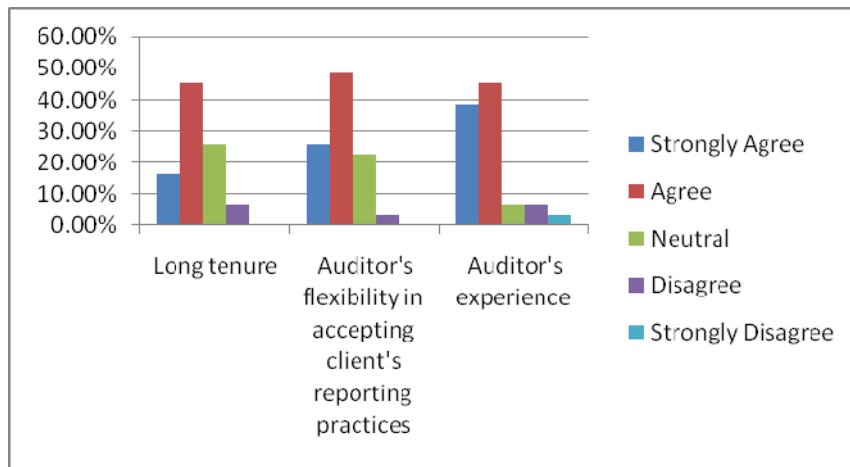 60.00%
50.00%
40.00%
30.00%
20.00%
10.00%
0.00%
Long tenure
Auditor's
flexibility in
accepting
client's
reporting
practices
Auditor's
experience
Strongly Agree
Agree
Neutral
Disagree
Strongly Disagree